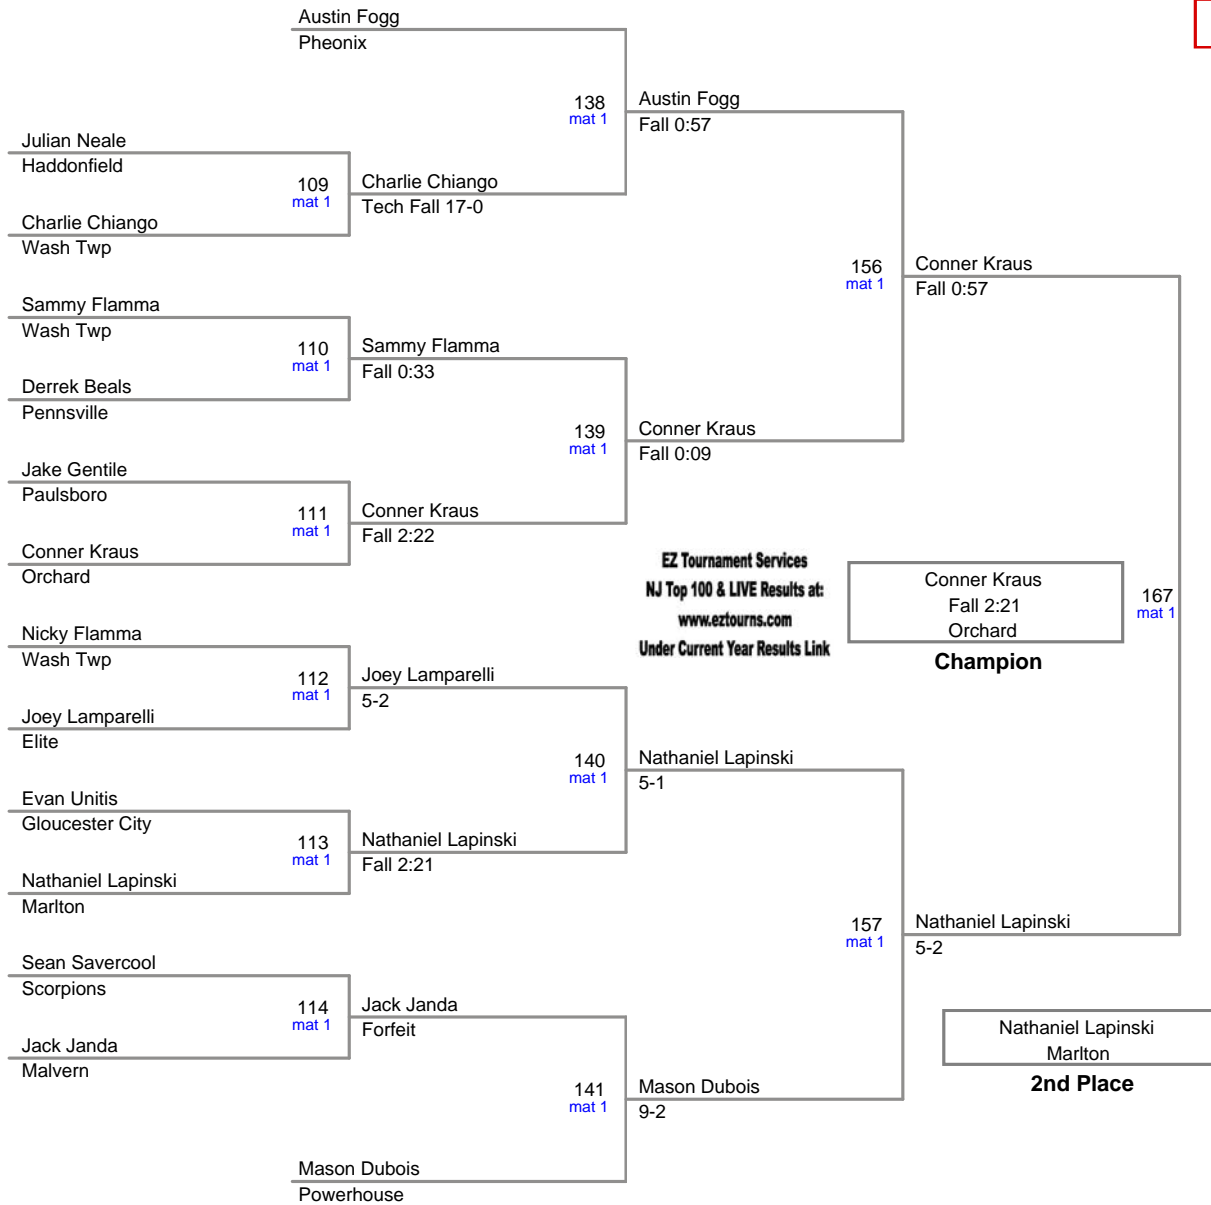 Austin Fogg
Pheonix
138
mat 1
Austin Fogg
Fall 0:57
Julian Neale
Haddonfield
109
mat 1
Charlie Chiango
Tech Fall 17-0
Charlie Chiango
Wash Twp
156
mat 1
Conner Kraus
Fall 0:57
Sammy Flamma
Wash Twp
110
mat 1
Sammy Flamma
Fall 0:33
Derrek Beals
Pennsville
139
mat 1
Conner Kraus
Fall 0:09
Jake Gentile
Paulsboro
111
mat 1
Conner Kraus
Fall 2:22
Conner Kraus
Orchard
EZ Tournament Services
NJ Top 100 & LIVE Results at:
www.eztourns.com
Under Current Year Results Link
Conner Kraus
Fall 2:21
Orchard
Champion
167
mat 1
Nicky Flamma
Wash Twp
112
mat 1
Joey Lamparelli
5-2
Joey Lamparelli
Elite
140
mat 1
Nathaniel Lapinski
5-1
Evan Unitis
Gloucester City
113
mat 1
Nathaniel Lapinski
Fall 2:21
Nathaniel Lapinski
Marlton
157
mat 1
Nathaniel Lapinski
5-2
Sean Savercool
Scorpions
114
mat 1
Jack Janda
Forfeit
Jack Janda
Malvern
Nathaniel Lapinski
Marlton
2nd Place
141
mat 1
Mason Dubois
9-2
Mason Dubois
Powerhouse